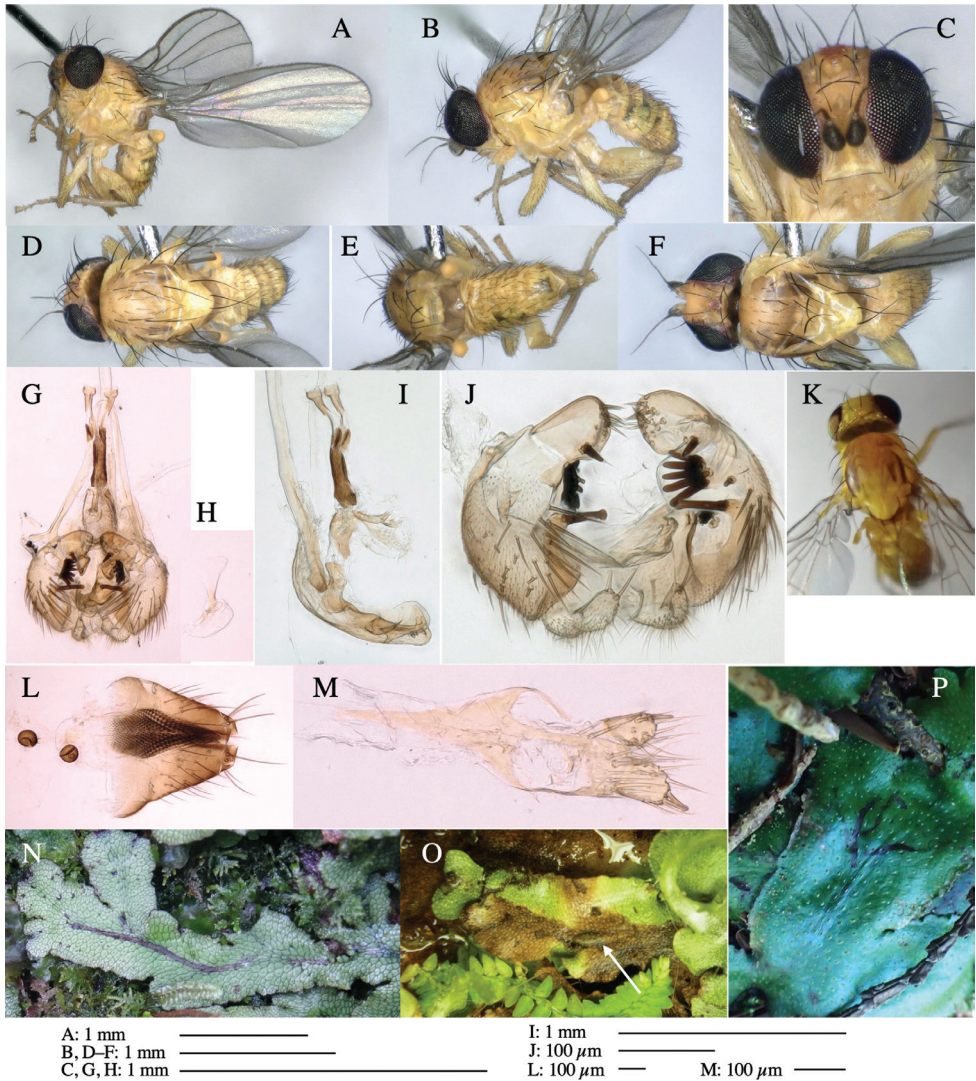 A
B
C
D
E
F
G
H
I
J
K
L
M
N
O
P
A: 1 mm
B, D–F: 1 mm
C, G, H: 1 mm
I: 1 mm
J: 100 µm
L: 100 µm
M: 100 µm